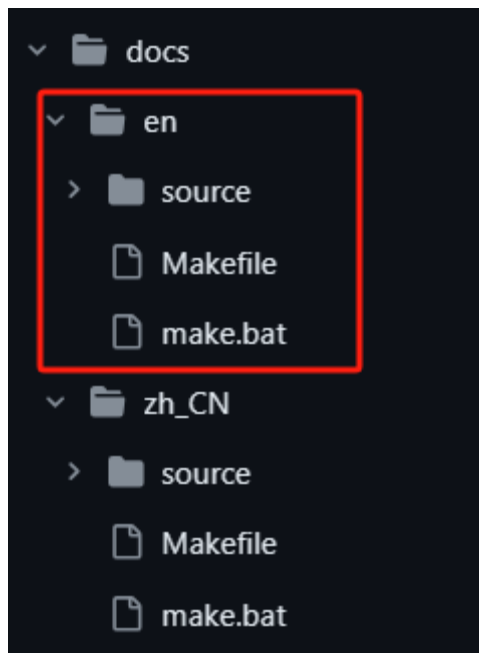 docs
en
source
Makefile
make.bat
zh_CN
source
Makefile
make.bat